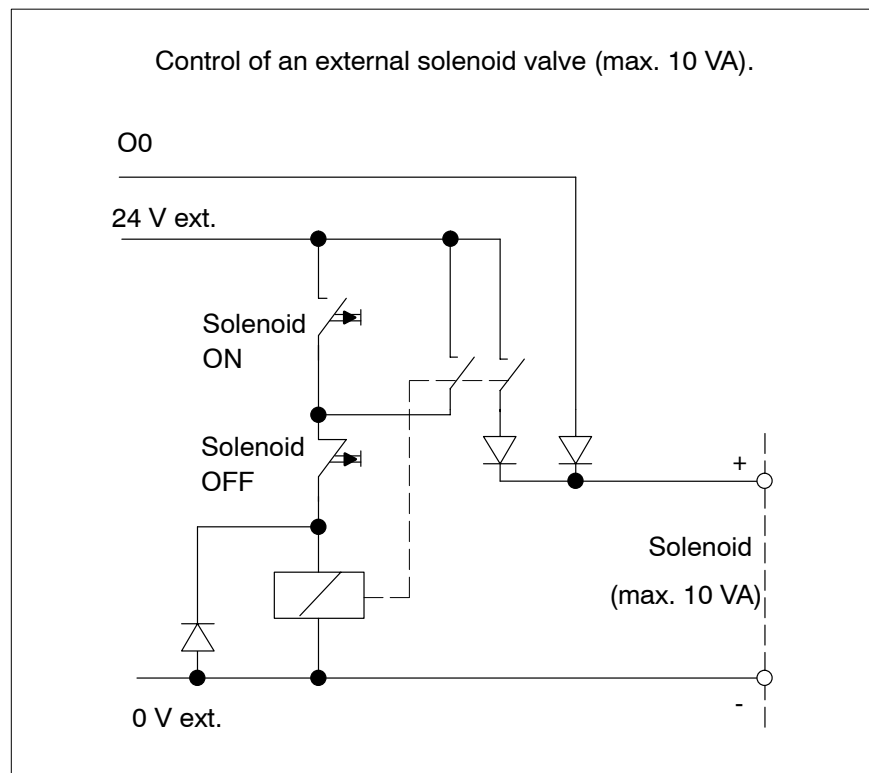 Control of an external solenoid valve (max. 10 VA).
O0
24 V ext.
Solenoid
ON
Solenoid
OFF
+
Solenoid
(max. 10 VA)
-
0 V ext.